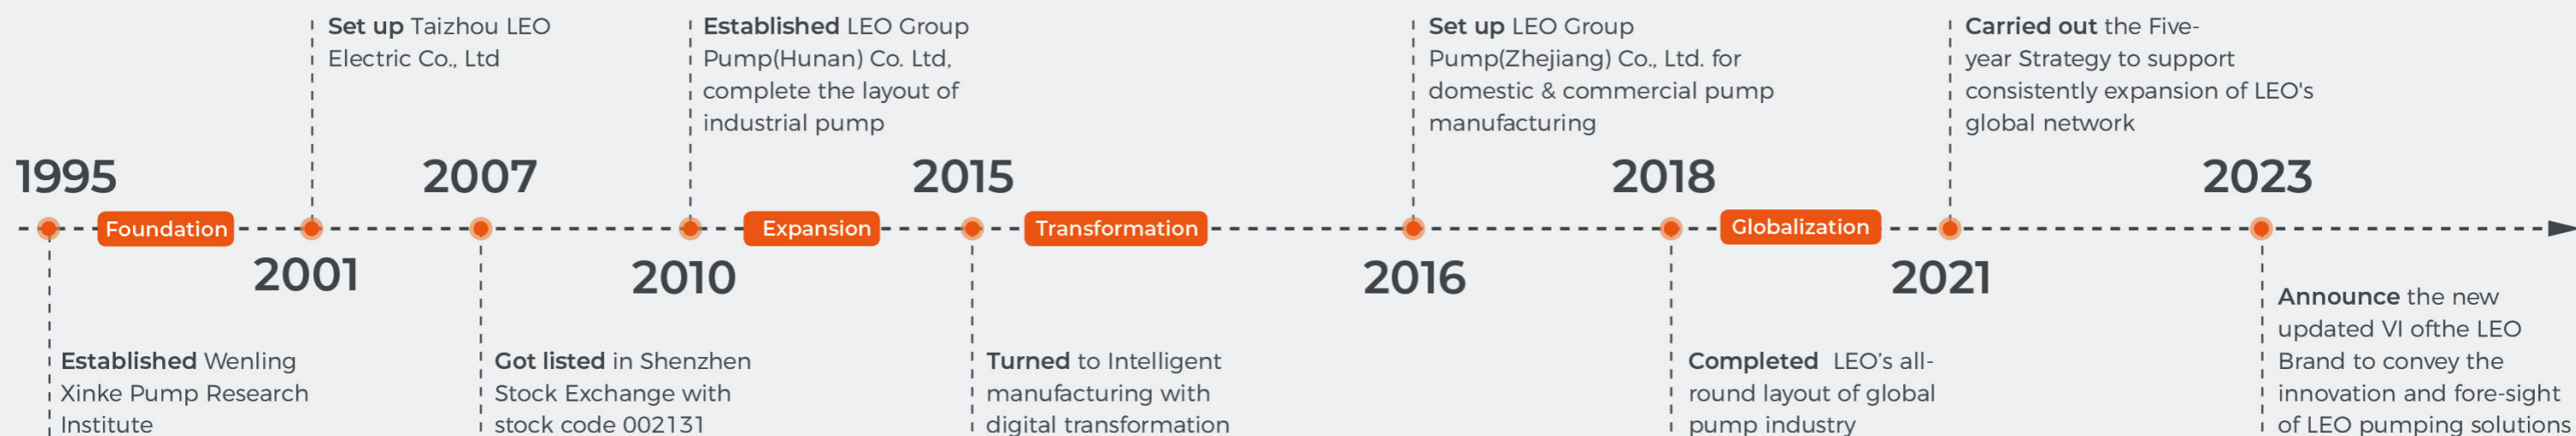 Set up Taizhou LEO
Electric Co., Ltd
Established LEO Group
Pump(Hunan) Co. Ltd,
complete the layout of
industrial pump
Set up LEO Group
Pump(Zhejiang) Co., Ltd. for
domestic & commercial pump
manufacturing
Carried out the Five-
year Strategy to support
consistently expansion of LEO's
global network
1995
2007
2015
2018
2023
Foundation
Expansion
Transformation
Globalization
2001
2010
2016
2021
Established Wenling
Xinke Pump Research
Institute
Got listed in Shenzhen
Stock Exchange with
stock code 002131
Turned to Intelligent
manufacturing with
digital transformation
Completed LEO’s all-
round layout of global
pump industry
Announce the new
updated VI ofthe LEO
Brand to convey the
innovation and fore-sight
of LEO pumping solutions